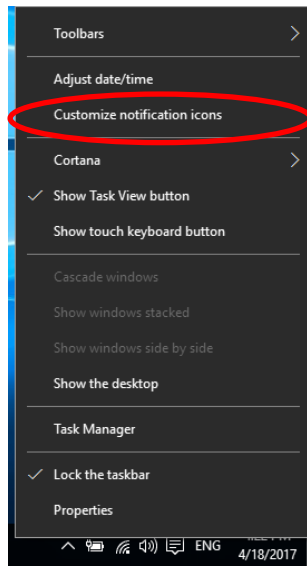 Toolbars
Adjust date/time
Customize notification icons
Cortana
Show Task View button
Show touch keyboard button
Cascade windows
Show windows stacked
Show windows side by side
Show the desktop
Task Manager
Lock the taskbar
Properties
ENG
4/18/2017